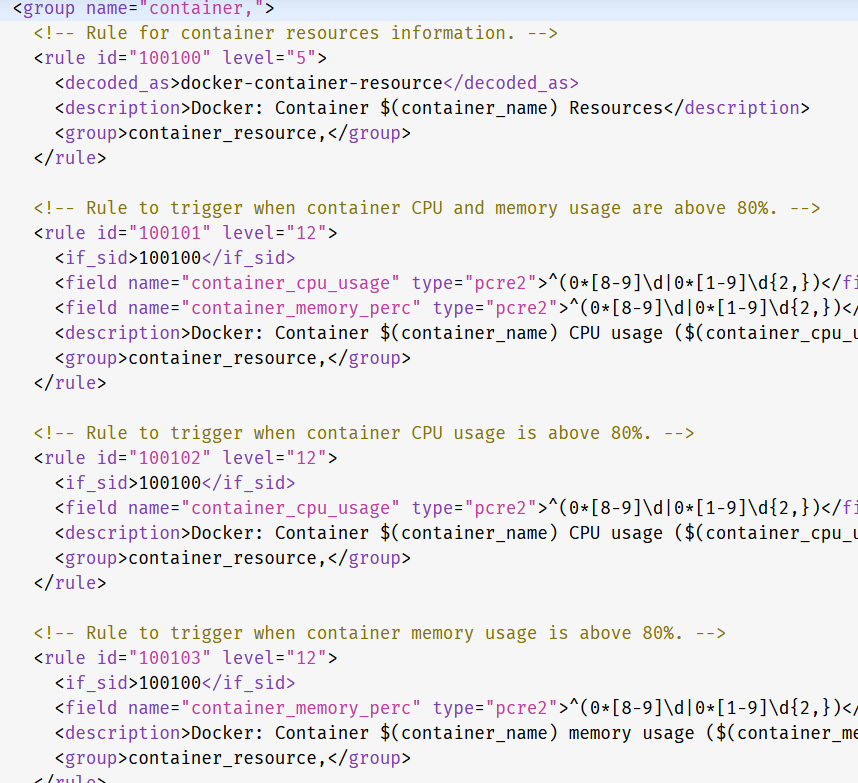 <group name="container,">
  <!-- Rule for container resources information. -->
  <rule id="100100" level="5">
    <decoded_as>docker-container-resource</decoded_as>
    <description>Docker: Container $(container_name) Resources</description>
    <group>container_resource,</group>
  </rule>

  <!-- Rule to trigger when container CPU and memory usage are above 80%. -->
  <rule id="100101" level="12">
    <if_sid>100100</if_sid>
    <field name="container_cpu_usage" type="pcre2">^(0*[8-9]\d|0*[1-9]\d{2,})</fi
    <field name="container_memory_perc" type="pcre2">^(0*[8-9]\d|0*[1-9]\d{2,})</
    <description>Docker: Container $(container_name) CPU usage ($(container_cpu_u
    <group>container_resource,</group>
  </rule>

  <!-- Rule to trigger when container CPU usage is above 80%. -->
  <rule id="100102" level="12">
    <if_sid>100100</if_sid>
    <field name="container_cpu_usage" type="pcre2">^(0*[8-9]\d|0*[1-9]\d{2,})</fi
    <description>Docker: Container $(container_name) CPU usage ($(container_cpu_u
    <group>container_resource,</group>
  </rule>

  <!-- Rule to trigger when container memory usage is above 80%. -->
  <rule id="100103" level="12">
    <if_sid>100100</if_sid>
    <field name="container_memory_perc" type="pcre2">^(0*[8-9]\d|0*[1-9]\d{2,})</
    <description>Docker: Container $(container_name) memory usage ($(container_me
    <group>container_resource,</group>
  </rule>